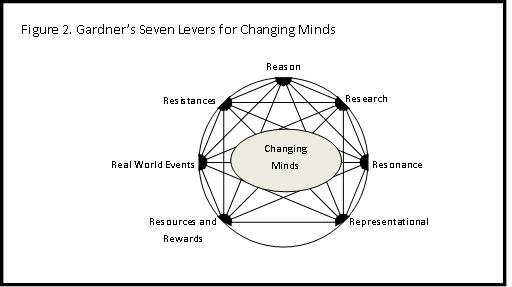 Figure 2. Gardner's Seven Levers for Changing Minds
Reason
Resistances
Research
Changing
Minds
Real World Events
Resonance
Resources and
Rewards
Representational